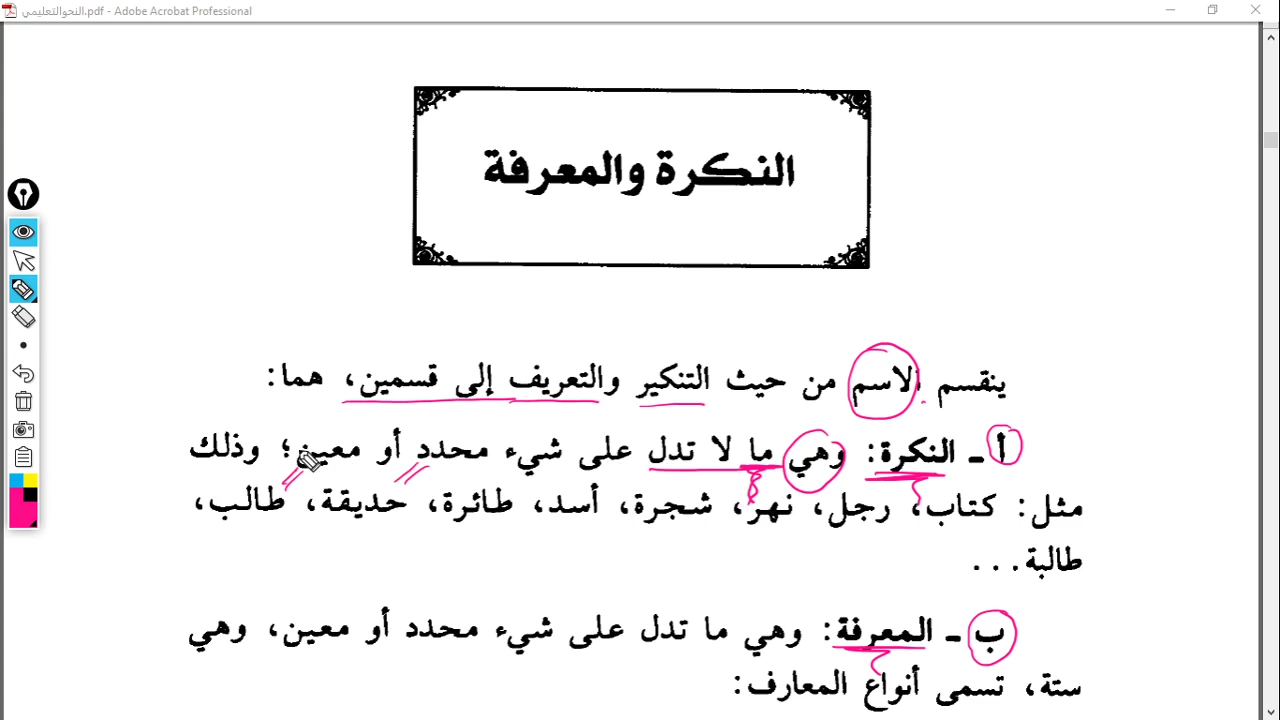 النحوالتعليمي.pdf - Adobe Acrobat Professional
النكرة والمعرفة
ينقسم الاسم من حيث التنكير والتعريف إلى قسمين، هما:
أ ـ النكرة: وهي ما لا تدل على شيء محدد أو معين؛ وذلك
مثل: كتاب، رجل، نهر، شجرة، أسد، طائرة، حديقة، طالب،
طالبة...
ب ـ المعرفة: وهي ما تدل على شيء محدد أو معين، وهي
ستة، تسمى أنواع المعارف: